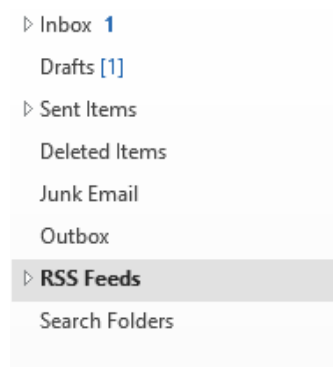 Inbox 1
Drafts [1]
Sent Items
Deleted Items
Junk Email
Outbox
RSS Feeds
Search Folders